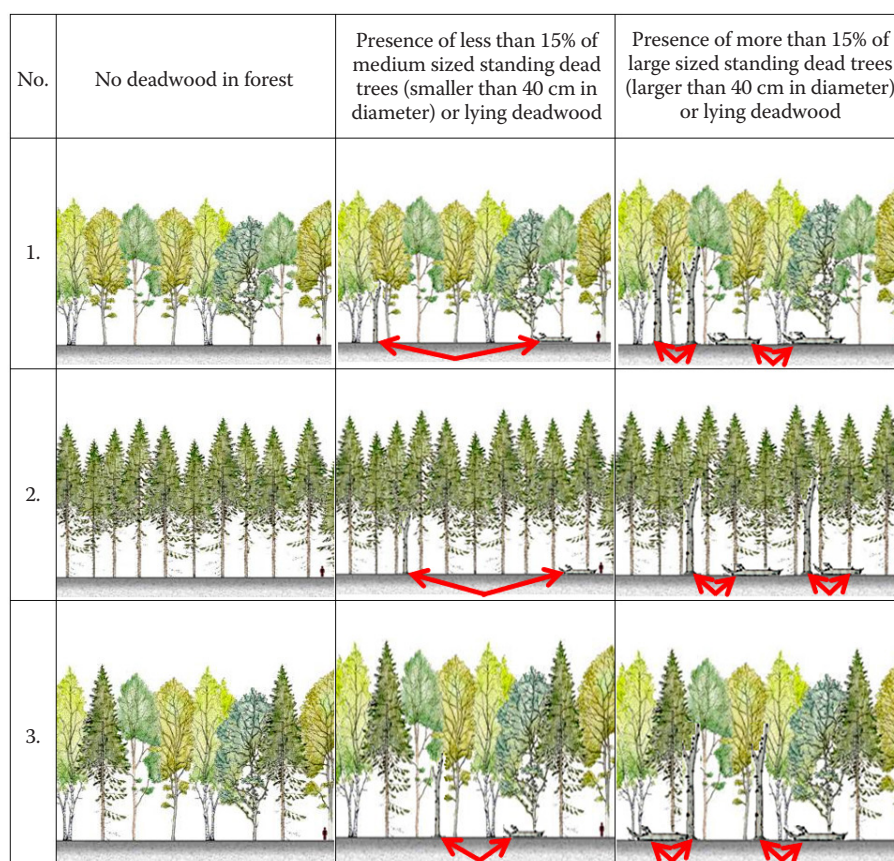 No.
No deadwood in forest
Presence of less than 15% of
medium sized standing dead
trees (smaller than 40 cm in
diameter) or lying deadwood
Presence of more than 15% of
large sized standing dead trees
(larger than 40 cm in diameter)
or lying deadwood
1.
2.
3.